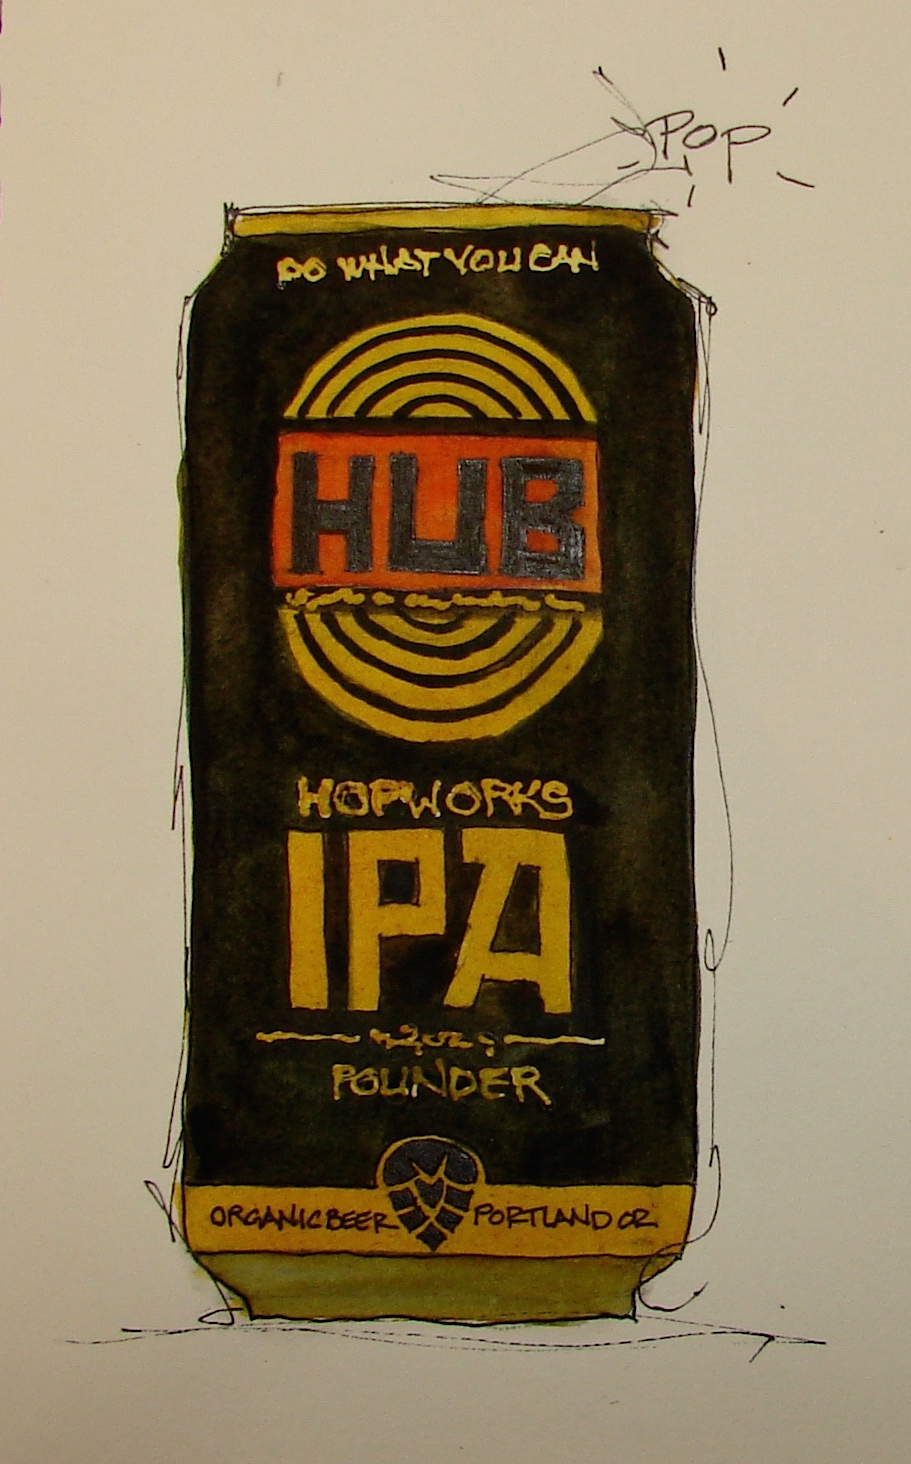 POP
DO WHAT YOU CAN
HUB
HOPWORKS
IPA
POUNDER
ORGANIC BEER PORTLAND OR